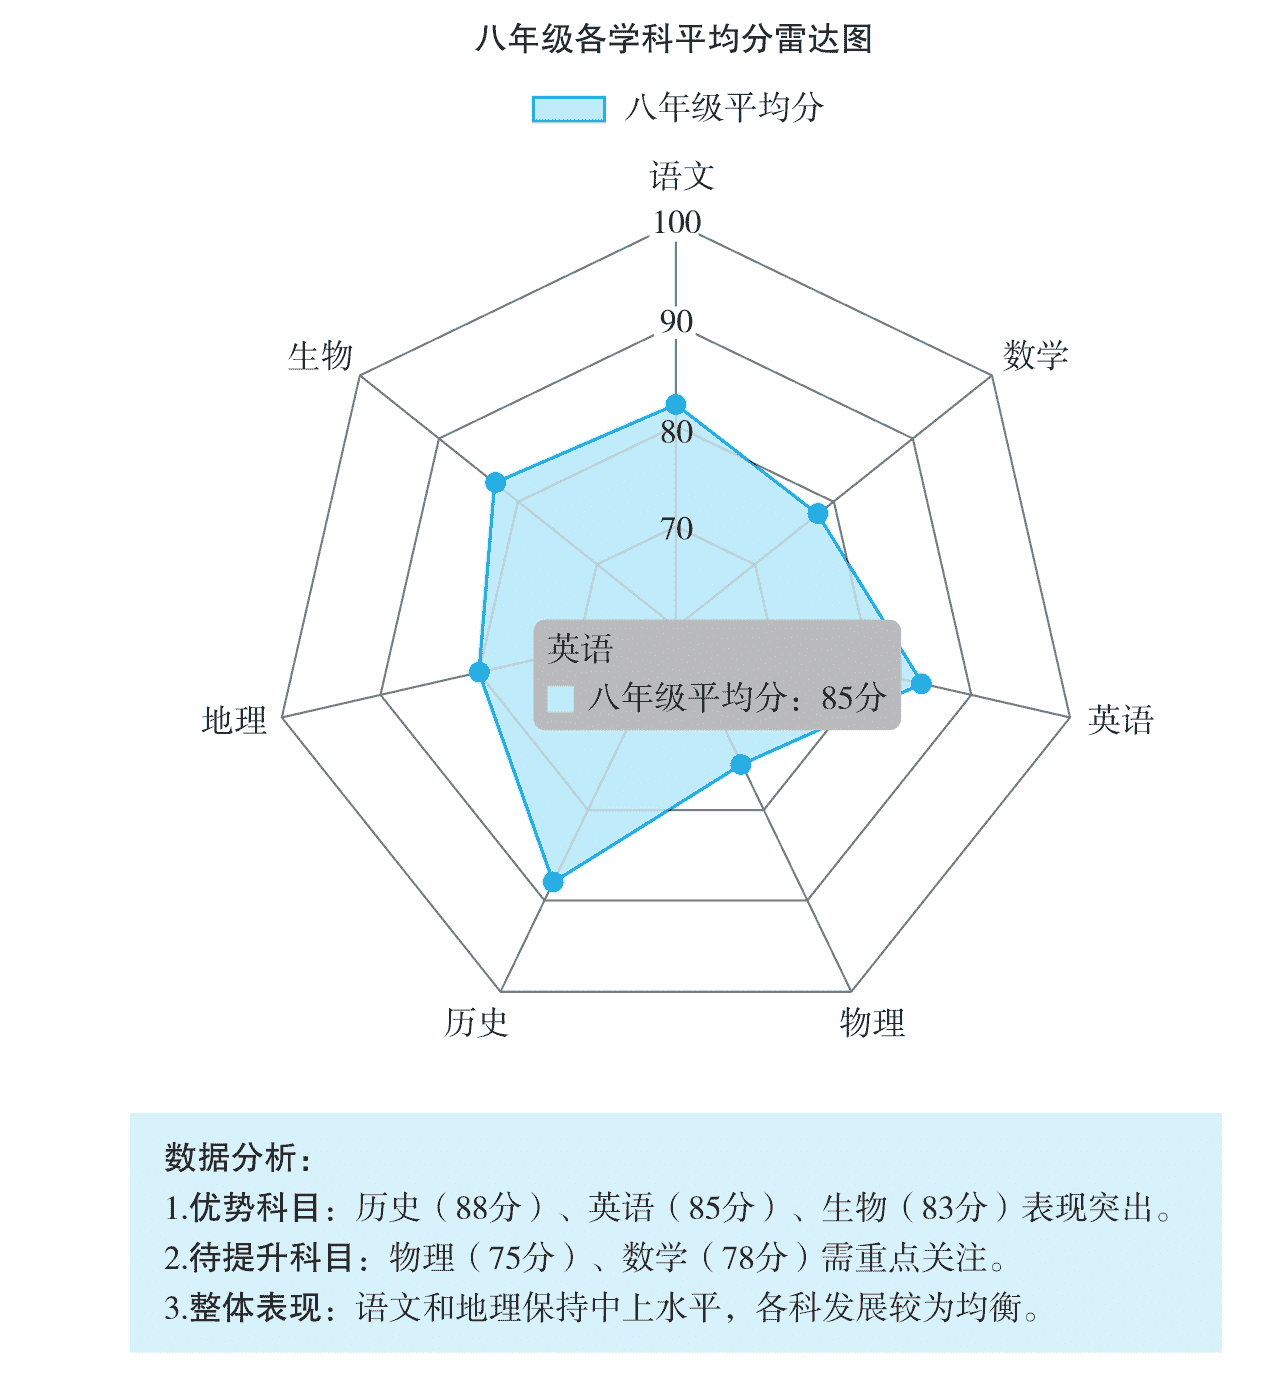 八年级各学科平均分雷达图
八年级平均分
语文
100
90
80
70
生物
数学
地理
英语
英语
八年级平均分：85分
历史
物理
数据分析：
1.优势科目：历史（88分）、英语（85分）、生物（83分）表现突出。
2.待提升科目：物理（75分）、数学（78分）需重点关注。
3.整体表现：语文和地理保持中上水平，各科发展较为均衡。